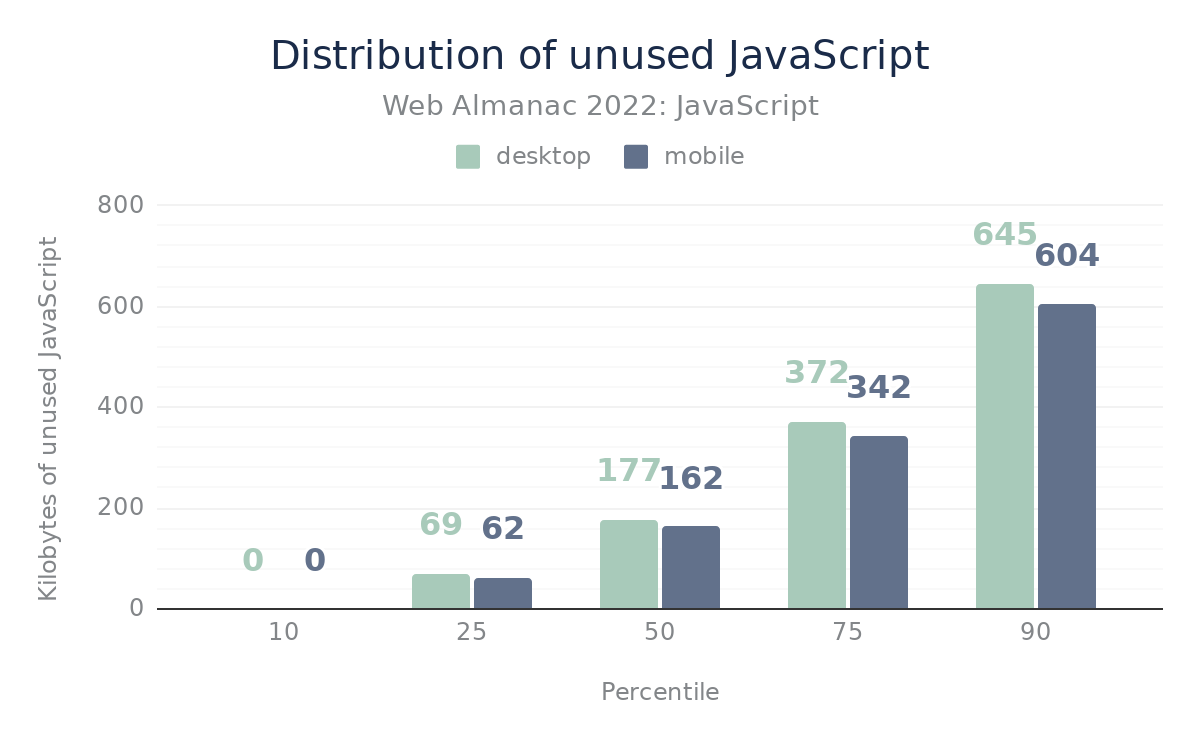 Distribution of unused JavaScript
Web Almanac 2022: JavaScript
desktop mobile
Kilobytes of unused JavaScript
800
600
400
200
0
0 0
69 62
177 162
372 342
645 604
10 25 50 75 90
Percentile